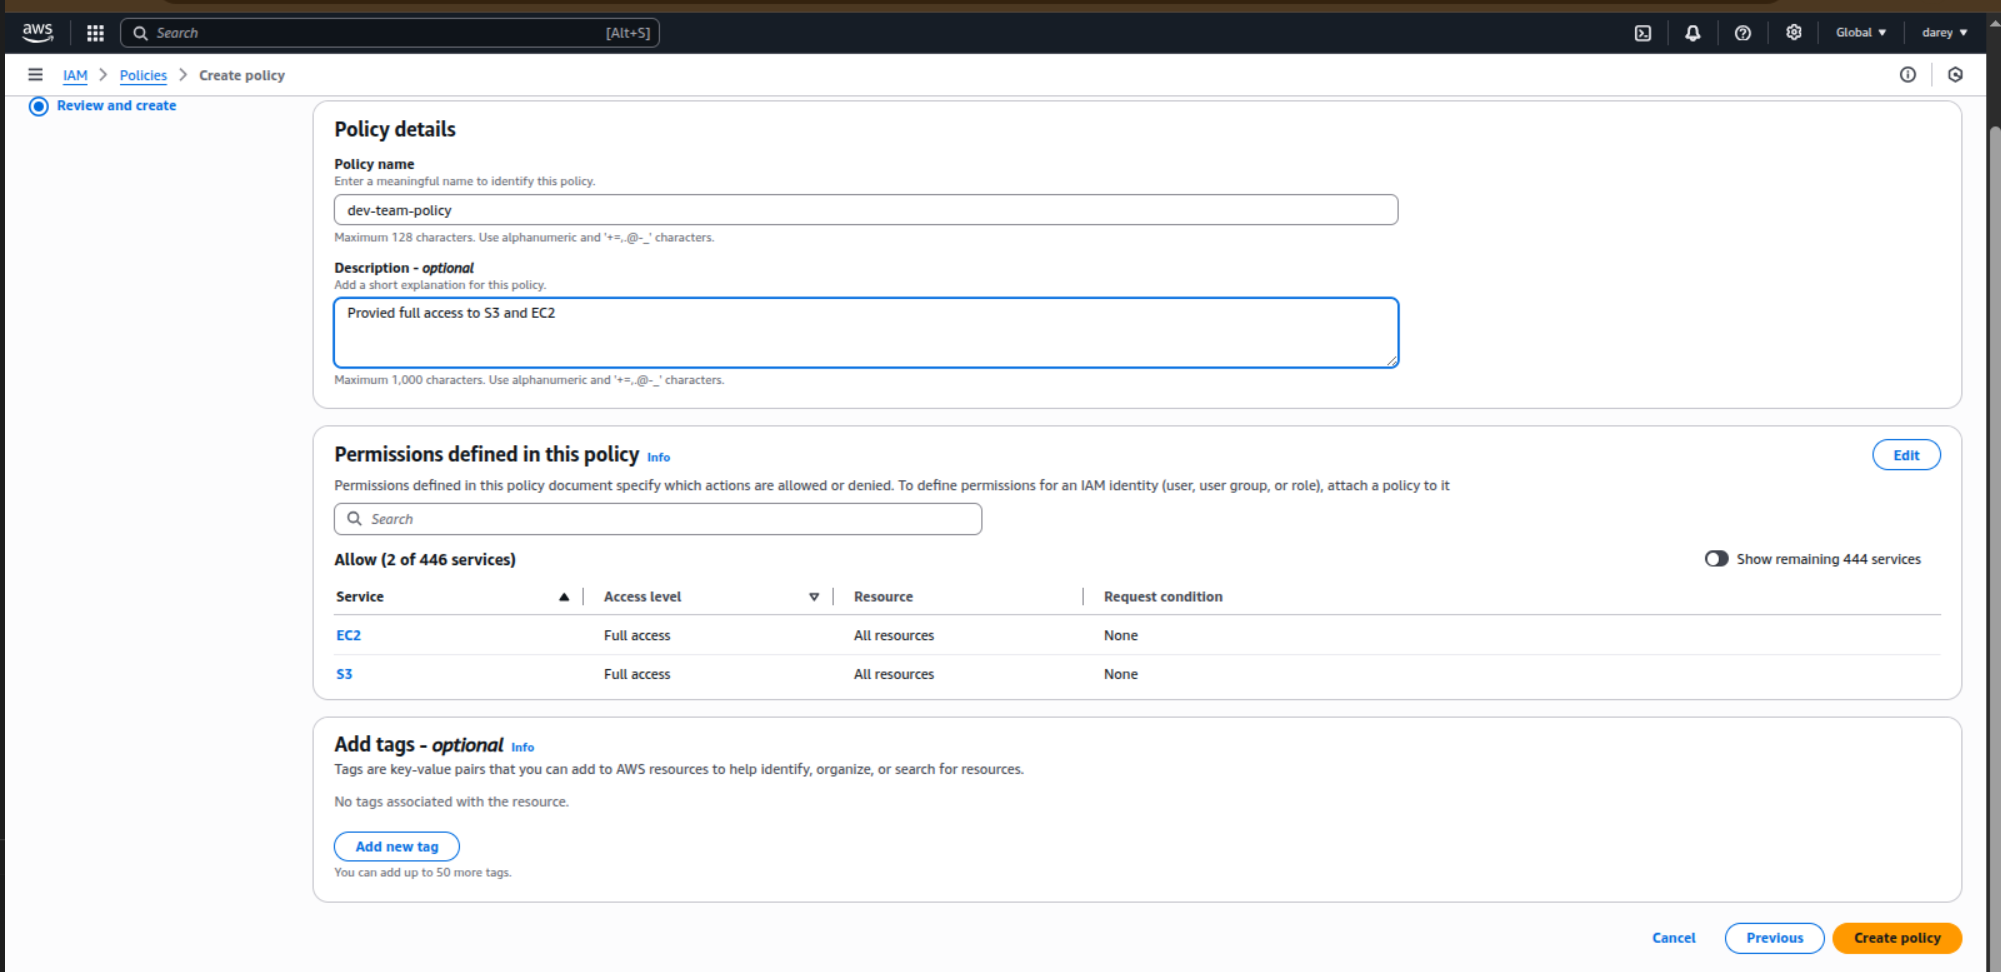 aws
Search [Alt+S]
Global
darey
IAM > Policies > Create policy
Review and create
Policy details
Policy name
Enter a meaningful name to identify this policy.
dev-team-policy
Maximum 128 characters. Use alphanumeric and '+=,.@-_' characters.
Description - optional
Add a short explanation for this policy.
Provied full access to S3 and EC2
Maximum 1,000 characters. Use alphanumeric and '+=,.@-_' characters.
Permissions defined in this policy Info
Edit
Permissions defined in this policy document specify which actions are allowed or denied. To define permissions for an IAM identity (user, user group, or role), attach a policy to it
Search
Allow (2 of 446 services)
Show remaining 444 services
Service Access level Resource Request condition
EC2 Full access All resources None
S3 Full access All resources None
Add tags - optional Info
Tags are key-value pairs that you can add to AWS resources to help identify, organize, or search for resources.
No tags associated with the resource.
Add new tag
You can add up to 50 more tags.
Cancel Previous Create policy